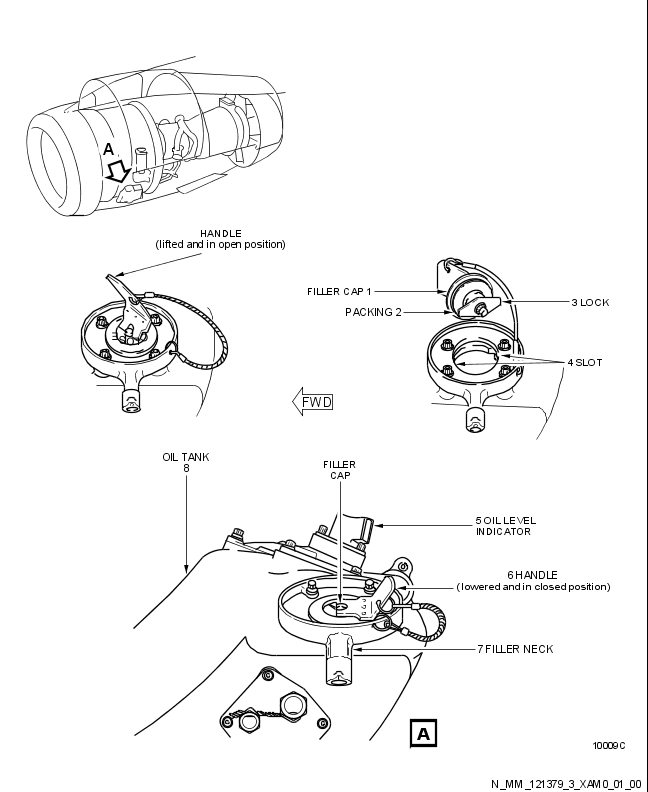 A
HANDLE
(lifted and in open position)
FILLER CAP 1
PACKING 2
3 LOCK
4 SLOT
FWD
OIL TANK
8
FILLER
CAP
5 OIL LEVEL
INDICATOR
6 HANDLE
(lowered and in closed position)
7 FILLER NECK
A
10009C
N_MM_121379_3_XAM0_01_00